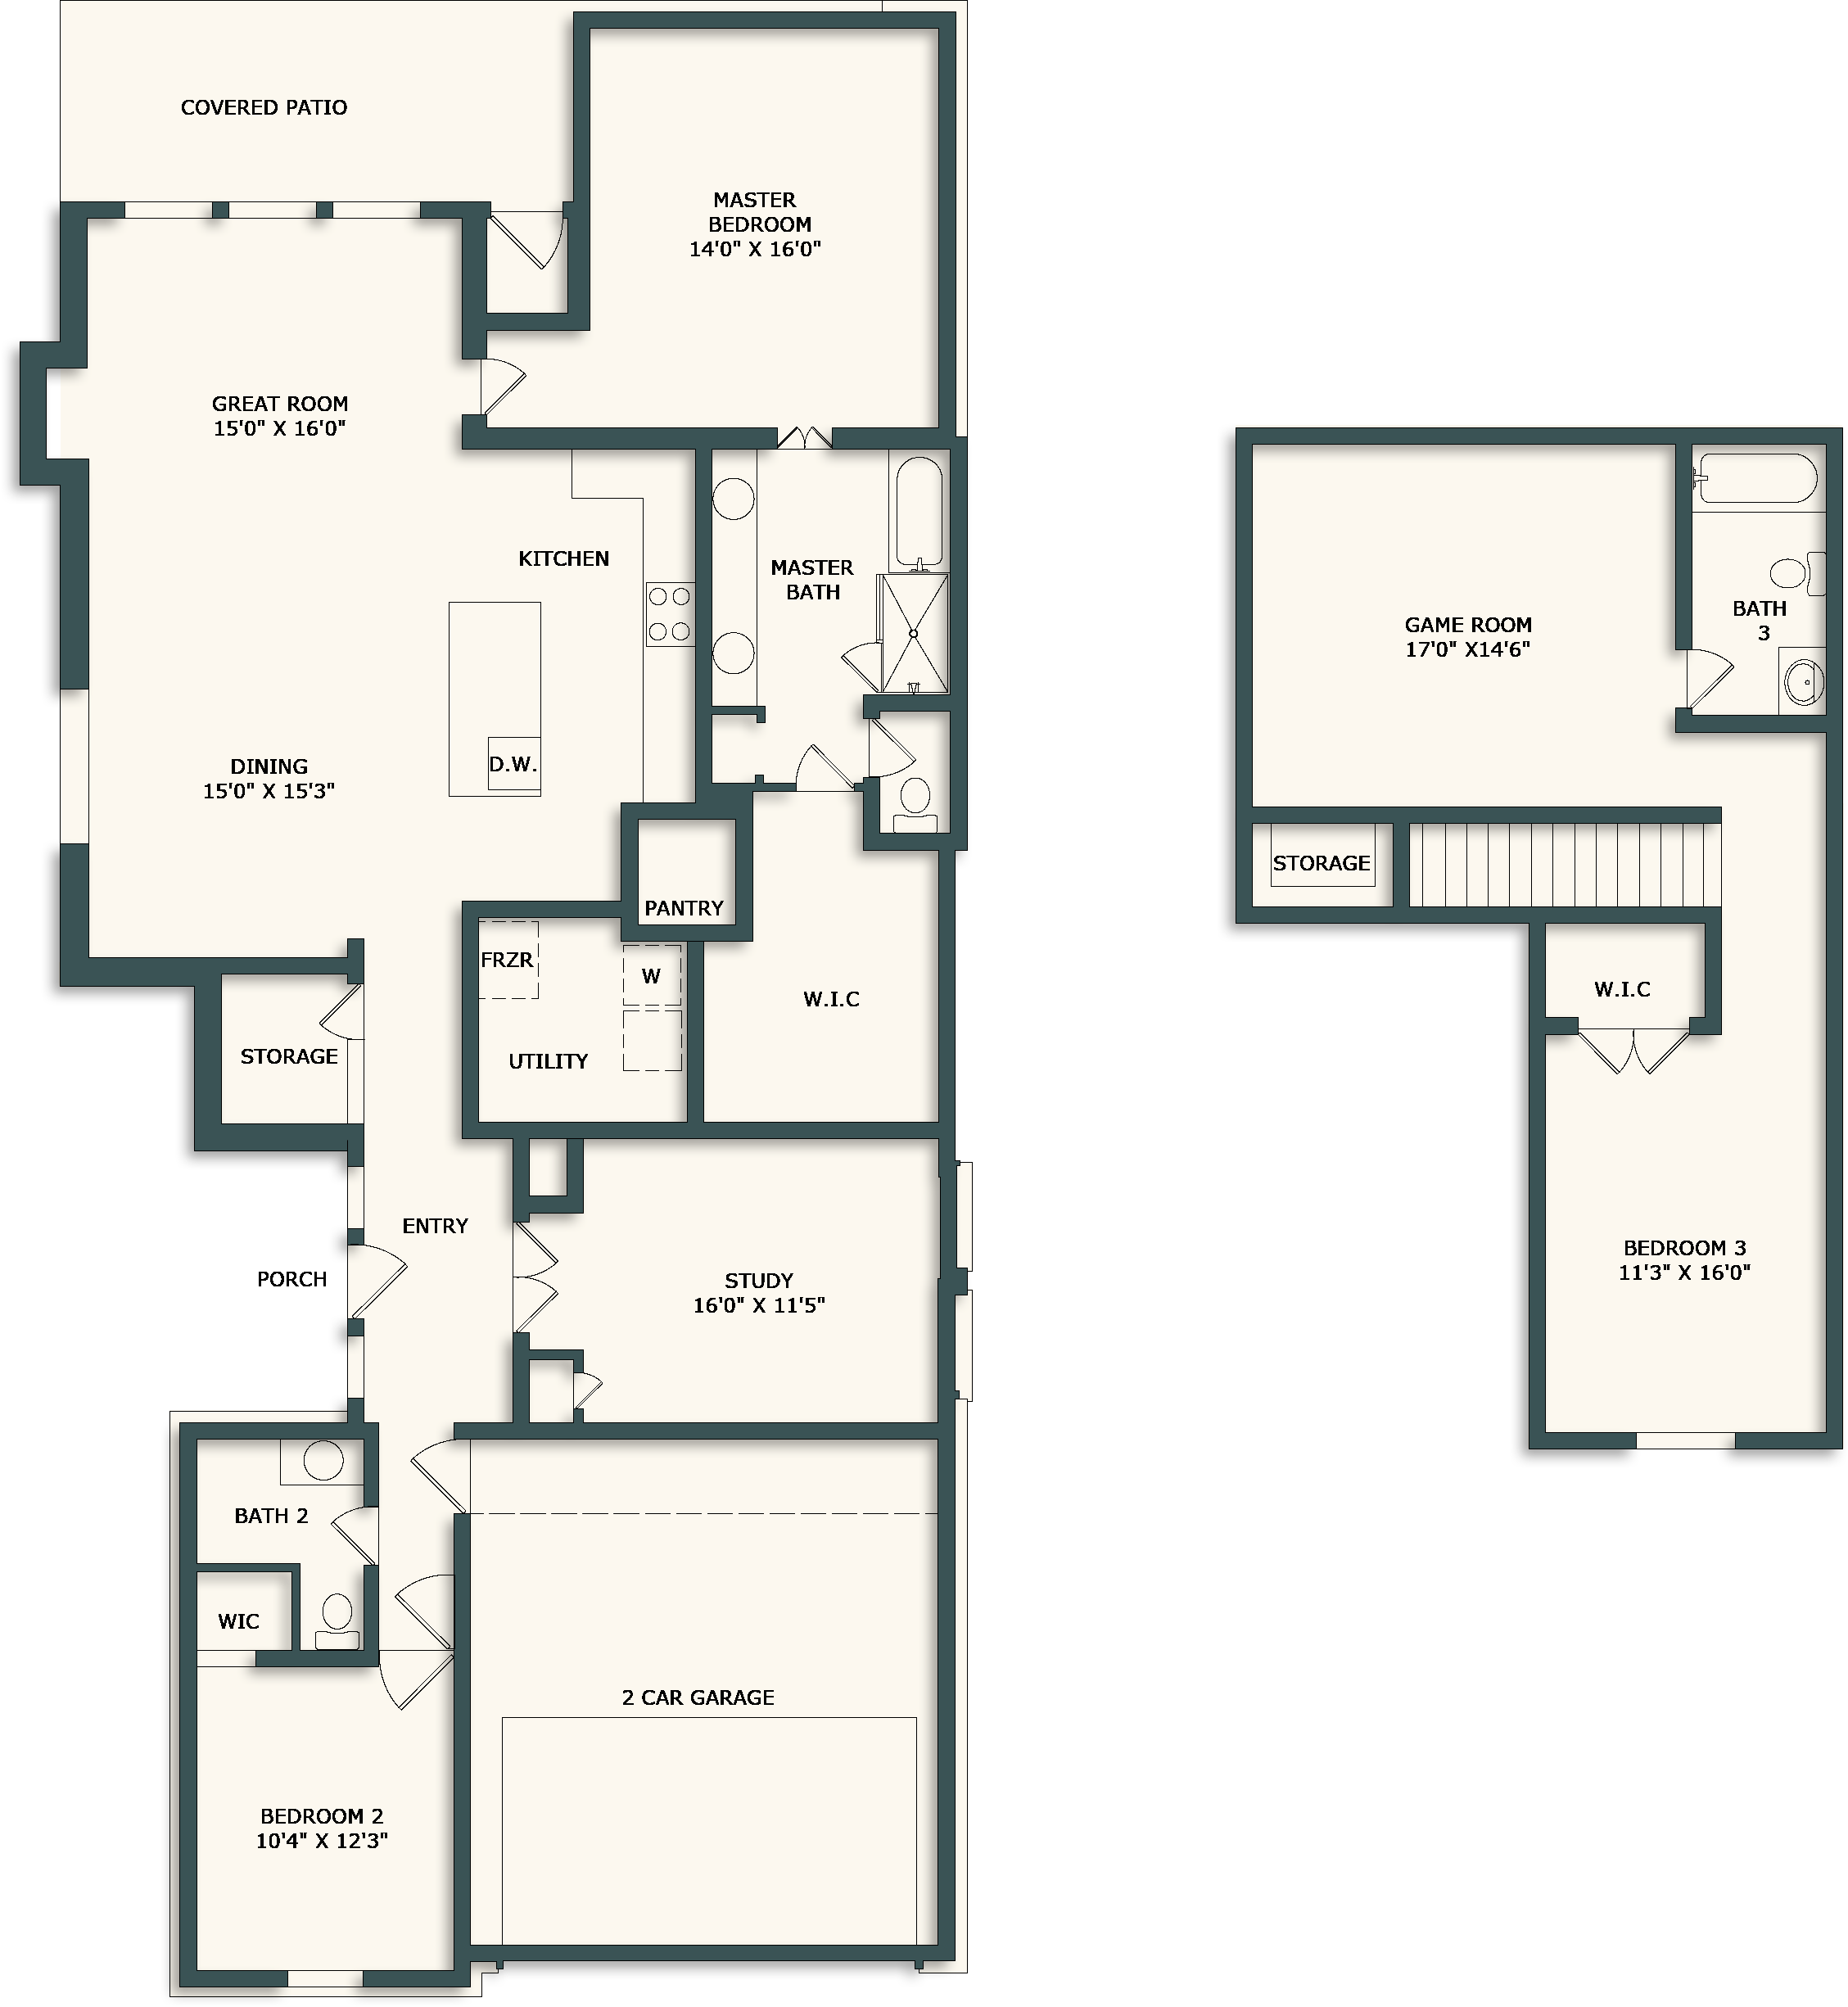 COVERED PATIO
MASTER
BEDROOM
14'0" X 16'0"
GREAT ROOM
15'0" X 16'0"
KITCHEN
MASTER
BATH
D.W.
DINING
15'0" X 15'3"
PANTRY
FRZR
W
W.I.C
STORAGE
UTILITY
ENTRY
PORCH
STUDY
16'0" X 11'5"
BATH 2
WIC
2 CAR GARAGE
BEDROOM 2
10'4" X 12'3"
GAME ROOM
17'0" X14'6"
BATH
3
STORAGE
W.I.C
BEDROOM 3
11'3" X 16'0"